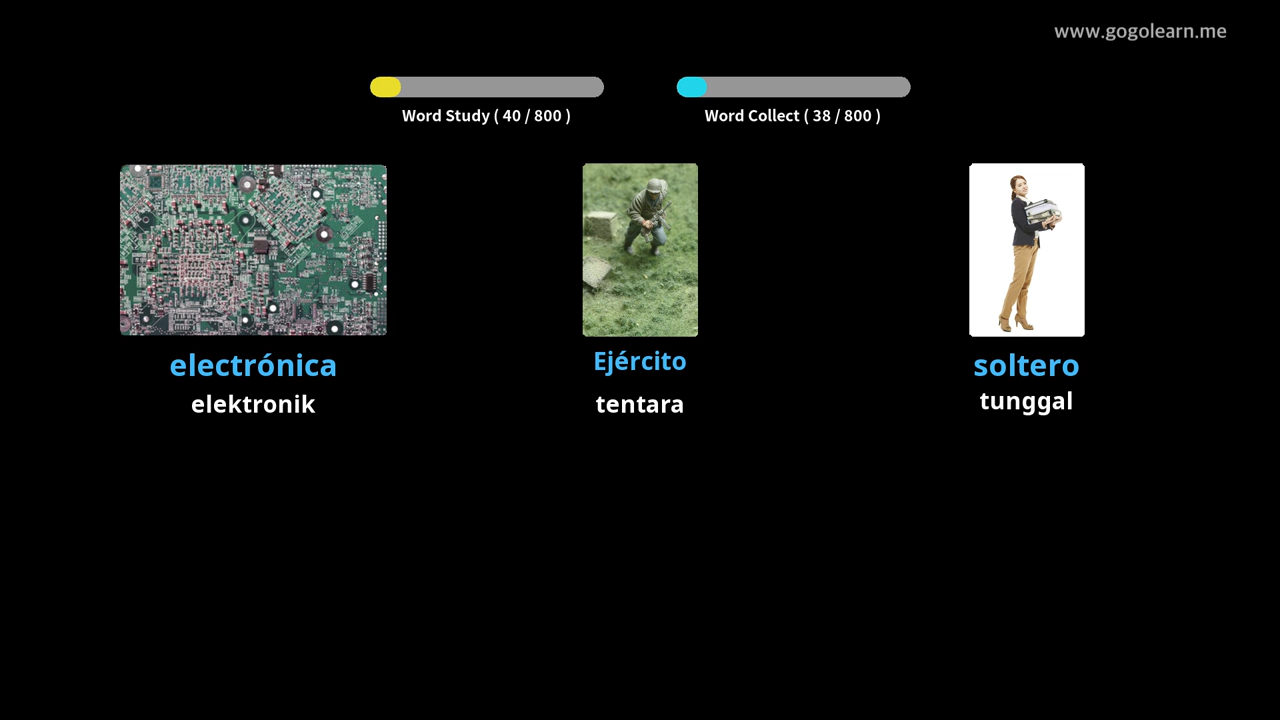 www.gogolearn.me
Word Study ( 40 / 800 )
Word Collect ( 38 / 800 )
electrónica
elektronik
Ejército
tentara
soltero
tunggal